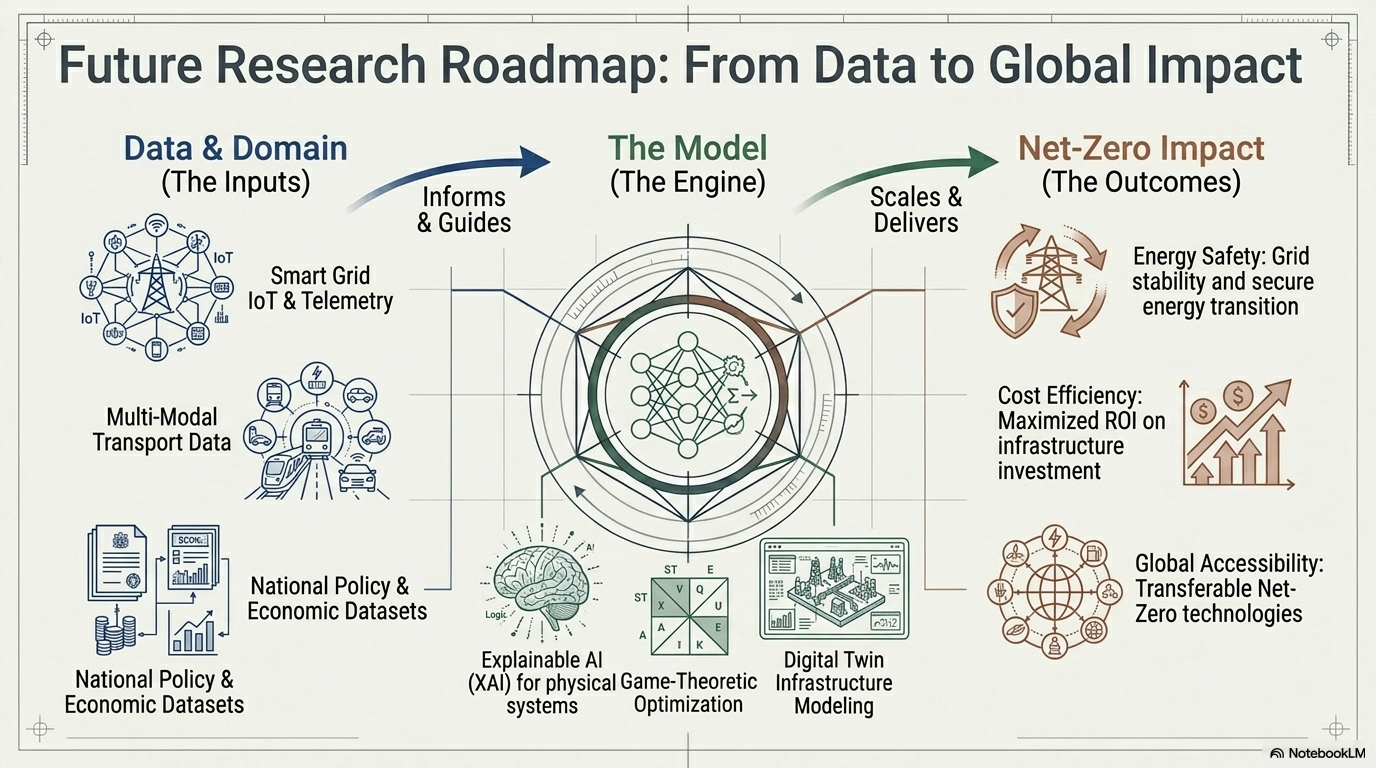 Future Research Roadmap: From Data to Global Impact
Data & Domain
(The Inputs)
Informs
& Guides
The Model
(The Engine)
Scales &
Delivers
Net-Zero Impact
(The Outcomes)
IoT
IoT
Smart Grid
IoT & Telemetry
Multi-Modal
Transport Data
National Policy &
Economic Datasets
National Policy &
Economic Datasets
AI
Logic
Explainable AI
(XAI) for physical
systems
ST E
ST
V Q
X U
A A E
I K
Game-Theoretic
Optimization
Digital Twin
Infrastructure
Modeling
Energy Safety: Grid
stability and secure
energy transition
Cost Efficiency:
Maximized ROI on
infrastructure
investment
Global Accessibility:
Transferable Net-
Zero technologies
NotebookLM